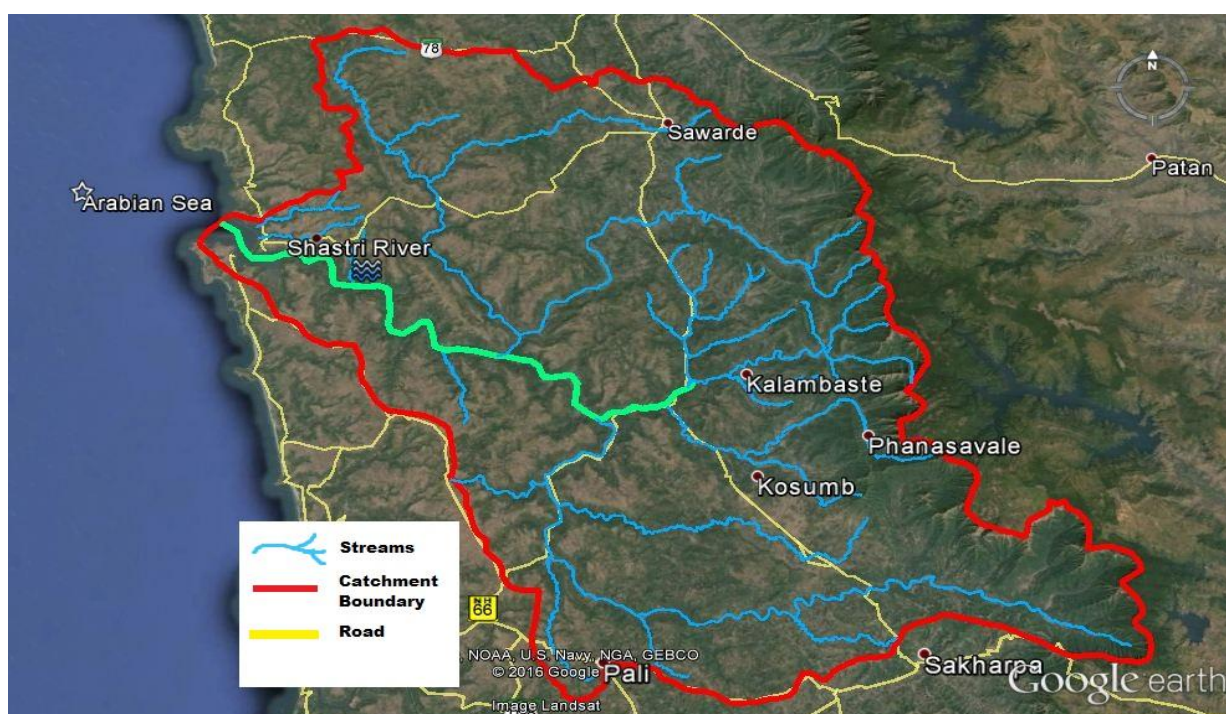 78
N
Sawarde
Patan
Arabian Sea
Shastri River
Kalambaste
Phanasavale
Kosumb
Streams
Catchment
Boundary
Road
NH
66
, NOAA, U.S. Navy, NGA, GEBCO
© 2016 Google
Pali
Sakharpa
Google earth
Image Landsat